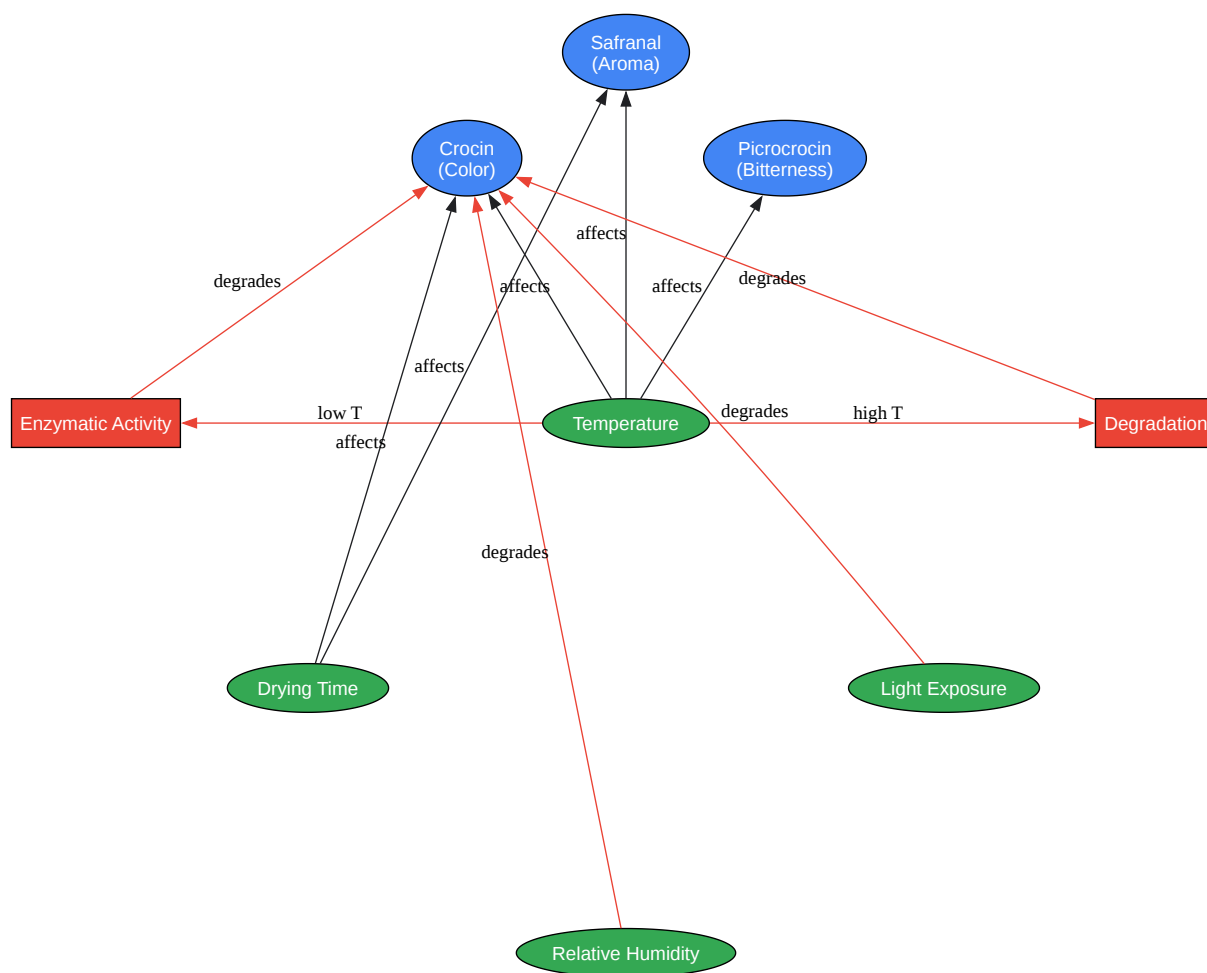 Safranal
(Aroma)
Crocin
(Color)
Picrocrocin
(Bitterness)
affects
degrades
affects
affects
degrades
affects
Enzymatic Activity
low T
Temperature
degrades
high T
Degradation
affects
degrades
Drying Time
Light Exposure
Relative Humidity